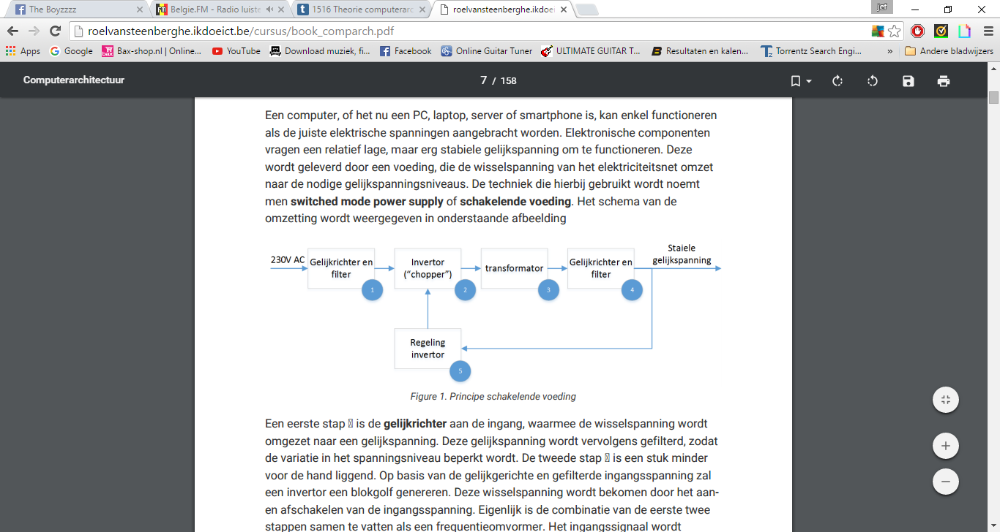 The Boyzzzz
Belgie.FM - Radio luiste
1516 Theorie computerarc
roelvansteenberghe.ikdoei
jef
roelvansteenberghe.ikdoeict.be/cursus/book_comparch.pdf
Apps
Google
Bax-shop.nl | Online...
YouTube
Download muziek, fi...
Facebook
Online Guitar Tuner
ULTIMATE GUITAR T...
Resultaten en kalen...
Torrentz Search Engi...
»
Andere bladwijzers
Computerarchitectuur
7 / 158
Een computer, of het nu een PC, laptop, server of smartphone is, kan enkel functioneren
als de juiste elektrische spanningen aangebracht worden. Elektronische componenten
vragen een relatief lage, maar erg stabiele gelijkspanning om te functioneren. Deze
wordt geleverd door een voeding, die de wisselspanning van het elektriciteitsnet omzet
naar de nodige gelijkspanningsniveaus. De techniek die hierbij gebruikt wordt noemt
men switched mode power supply of schakelende voeding. Het schema van de
omzetting wordt weergegeven in onderstaande afbeelding
230V AC
Gelijkrichter en
filter
1
Invertor
("chopper")
2
transformator
3
Gelijkrichter en
filter
4
Staiele
gelijkspanning
Regeling
invertor
5
Figure 1. Principe schakelende voeding
Een eerste stap is de gelijkrichter aan de ingang, waarmee de wisselspanning wordt
omgezet naar een gelijkspanning. Deze gelijkspanning wordt vervolgens gefilterd, zodat
de variatie in het spanningsniveau beperkt wordt. De tweede stap is een stuk minder
voor de hand liggend. Op basis van de gelijkgerichte en gefilterde ingangsspanning zal
een invertor een blokgolf genereren. Deze wisselspanning wordt bekomen door het aan-
en afschakelen van de ingangsspanning. Eigenlijk is de combinatie van de eerste twee
stappen samen te vatten als een frequentieomvormer. Het ingangssignaal wordt